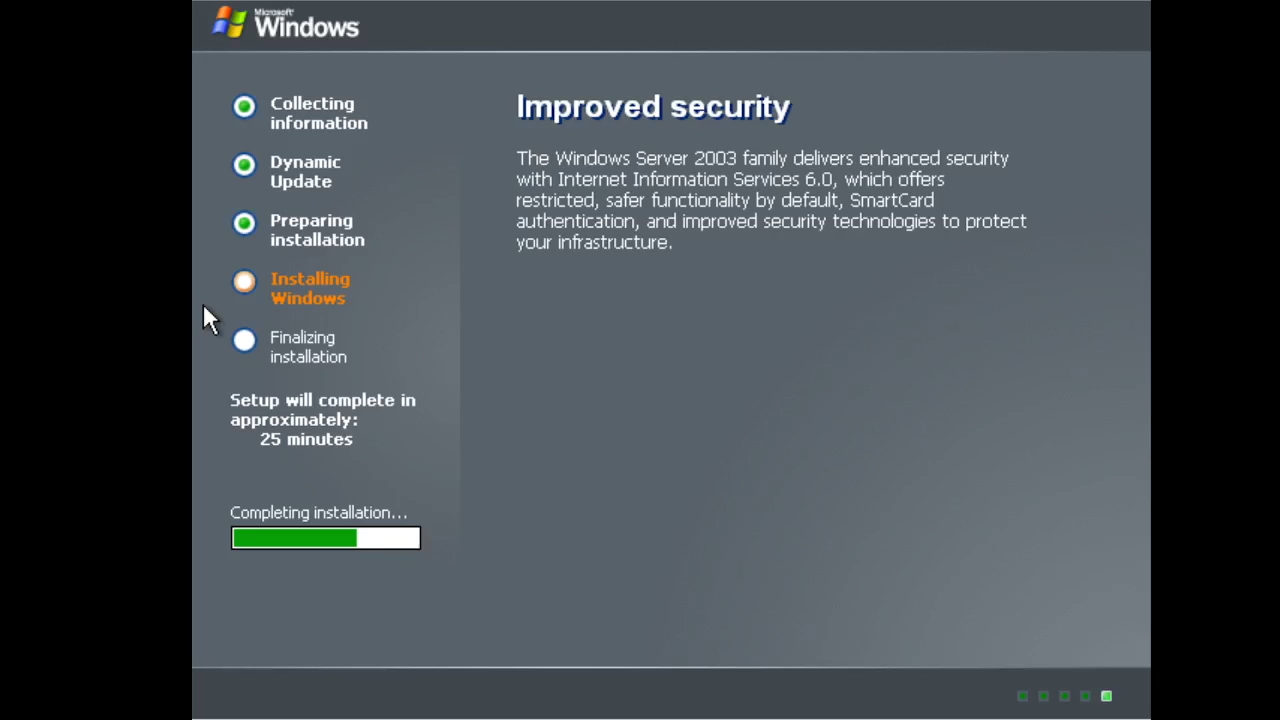 Microsoft
Windows
Collecting
information
Dynamic
Update
Preparing
installation
Installing
Windows
Finalizing
installation
Setup will complete in
approximately:
25 minutes
Completing installation...
Improved security
The Windows Server 2003 family delivers enhanced security
with Internet Information Services 6.0, which offers
restricted, safer functionality by default, SmartCard
authentication, and improved security technologies to protect
your infrastructure.